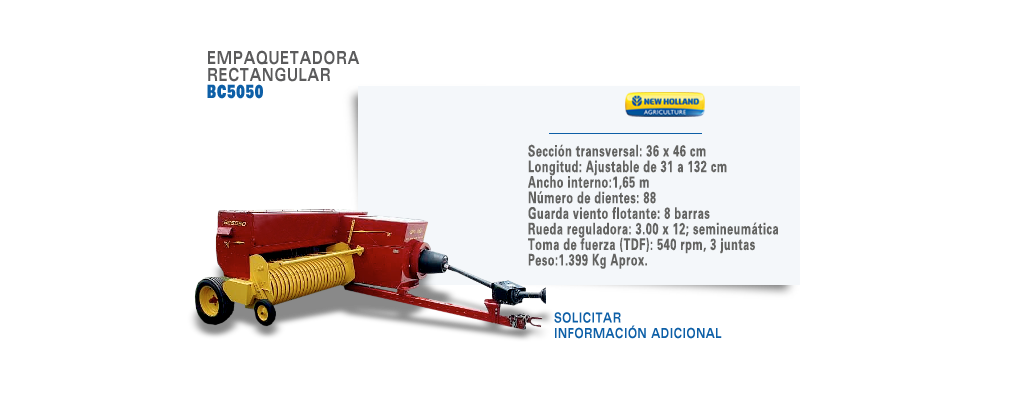 EMPAQUETADORA
RECTANGULAR
BC5050
NEW HOLLAND
AGRICULTURE
Sección transversal: 36 x 46 cm
Longitud: Ajustable de 31 a 132 cm
Ancho interno:1,65 m
Número de dientes: 88
Guarda viento flotante: 8 barras
Rueda reguladora: 3.00 x 12; semineumática
Toma de fuerza (TDF): 540 rpm, 3 juntas
Peso:1.399 Kg Aprox.
BC5050
SOLICITAR
INFORMACIÓN ADICIONAL